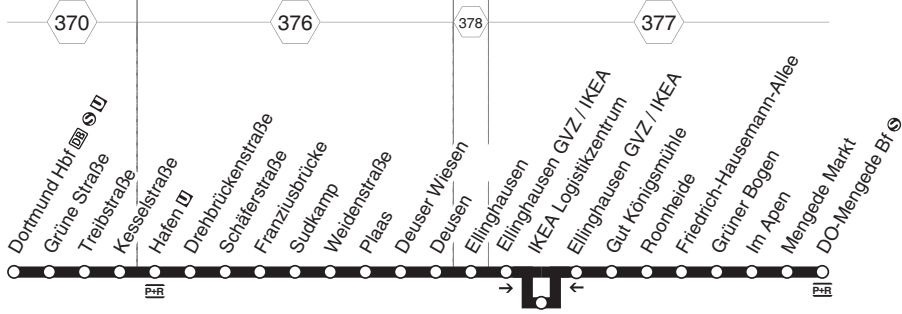 370
376
378
377
Dortmund Hbf DB S U
Grüne Straße
Treibstraße
Kesselstraße
Hafen U
Drehbrückenstraße
Schäferstraße
Franziusbrücke
Sudkamp
Weidenstraße
Plaas
Deuser Wiesen
Deusen
Ellinghausen
Ellinghausen GVZ / IKEA
IKEA Logistikzentrum
Ellinghausen GVZ / IKEA
Gut Königsmühle
Roonheide
Friedrich-Hausemann-Allee
Grüner Bogen
Im Apen
Mengede Markt
DO-Mengede Bf S
P+R
P+R